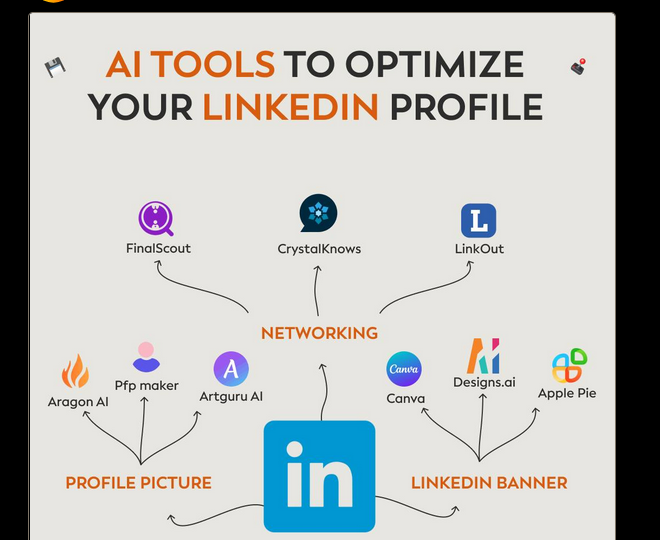 AI TOOLS TO OPTIMIZE
YOUR LINKEDIN PROFILE
FinalScout
CrystalKnows
L
LinkOut
NETWORKING
Aragon AI
Pfp maker
A
Artguru AI
Canva
Canva
Ai
Designs.ai
Apple Pie
PROFILE PICTURE
in
LINKEDIN BANNER